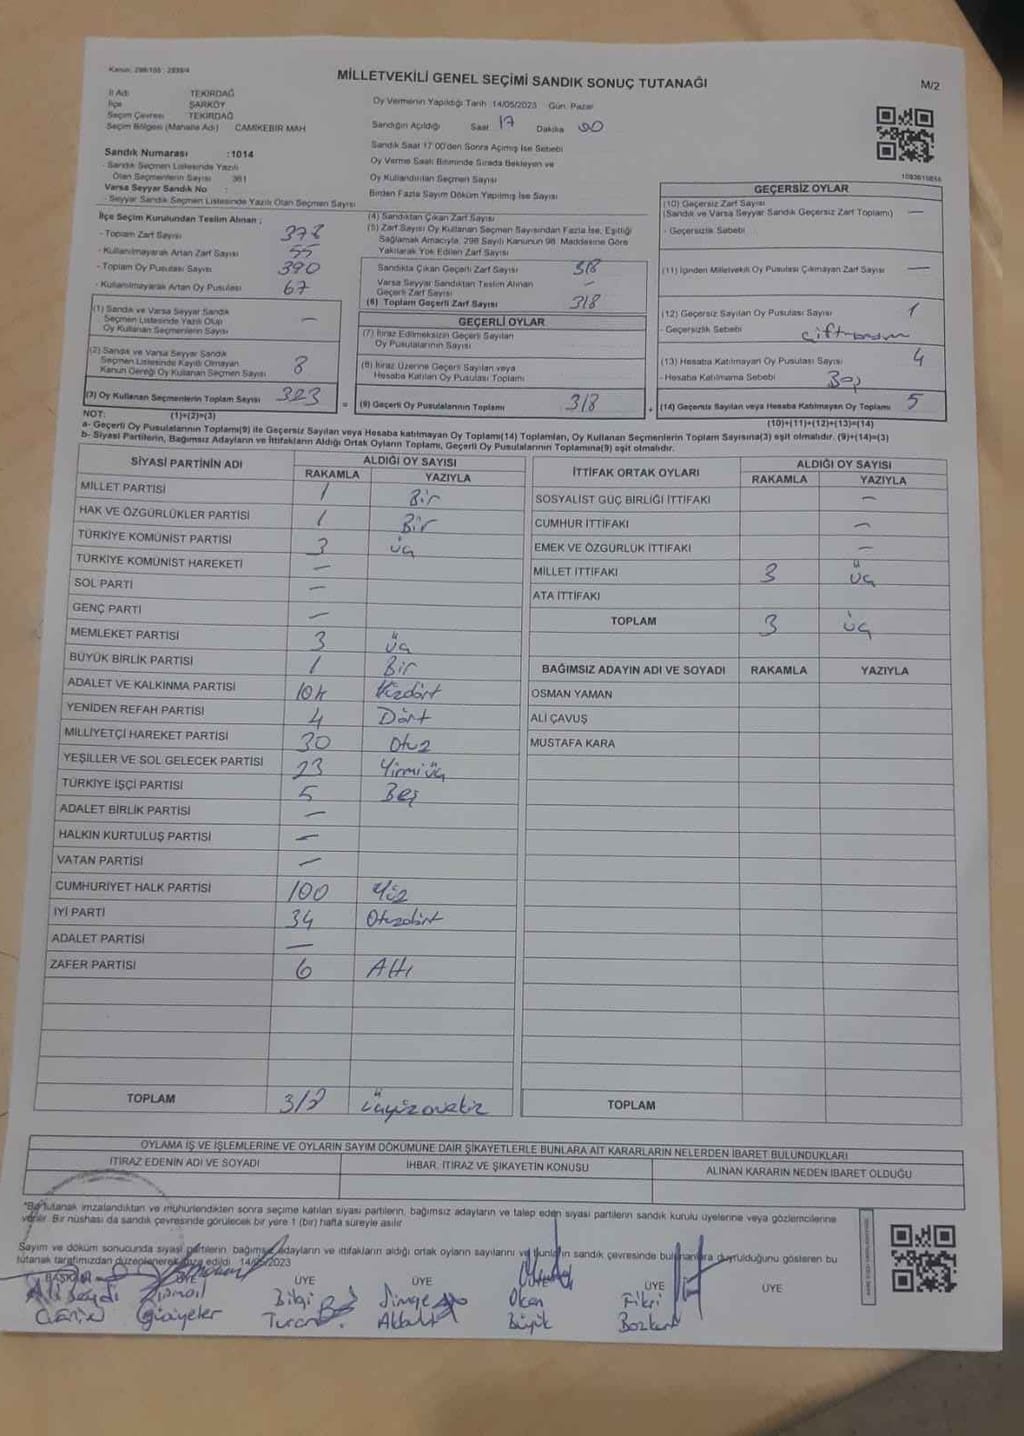 Kanun: 298/105 : 2839/4
MİLLETVEKİLİ GENEL SEÇİMİ SANDIK SONUÇ TUTANAĞI
M/2
İl Adı TEKİRDAĞ
İlçe ŞARKÖY
Seçim Çevresi TEKİRDAĞ
Seçim Bölgesi (Mahalle Adı) CAMİKEBİR MAH
Oy Vermenin Yapıldığı Tarih :14/05/2023 Gün: Pazar
Sandığın Açıldığı Saat 17 Dakika 00
Sandık Numarası :1014
- Sandık Seçmen Listesinde Yazılı
Olan Seçmenlerin Sayısı 381
Varsa Seyyar Sandık No :
- Seyyar Sandık Seçmen Listesinde Yazılı Olan Seçmen Sayısı
Sandık Saat 17:00'den Sonra Açılmış İse Sebebi
Oy Verme Saati Bitiminde Sırada Bekleyen ve
Oy Kullandırılan Seçmen Sayısı
Birden Fazla Sayım Döküm Yapılmış İse Sayısı
İlçe Seçim Kurulundan Teslim Alınan ;
- Toplam Zarf Sayısı 378
- Kullanılmayarak Artan Zarf Sayısı 55
- Toplam Oy Pusulası Sayısı 390
- Kullanılmayarak Artan Oy Pusulası 67
(1) Sandık ve Varsa Seyyar Sandık
Seçmen Listesinde Yazılı Olup
Oy Kullanan Seçmen Sayısı —
(2) Sandık ve Varsa Seyyar Sandık
Seçmen Listesinde Kayıtlı Olmayan
Kanun Gereği Oy Kullanan Seçmen Sayısı 8
(3) Oy Kullanan Seçmenlerin Toplam Sayısı 323
(1)+(2)=(3)
(4) Sandıktan Çıkan Zarf Sayısı
(5) Zarf Sayısı Oy Kullanan Seçmen Sayısından Fazla İse, Eşitliği
Sağlamak Amacıyla, 298 Sayılı Kanunun 98. Maddesine Göre
Yakılarak Yok Edilen Zarf Sayısı
Sandıkta Çıkan Geçerli Zarf Sayısı 318
Varsa Seyyar Sandıktan Teslim Alınan
Geçerli Zarf Sayısı —
(6) Toplam Geçerli Zarf Sayısı 318
GEÇERLİ OYLAR
(7) İtiraz Edilmeksizin Geçerli Sayılan
Oy Pusulalarının Sayısı
(8) İtiraz Üzerine Geçerli Sayılan veya
Hesaba Katılan Oy Pusulası Toplamı
= (9) Geçerli Oy Pusulalarının Toplamı 318
GEÇERSİZ OYLAR
(10) Geçersiz Zarf Sayısı
(Sandık ve Varsa Seyyar Sandık Geçersiz Zarf Toplamı) —
- Geçersizlik Sebebi
(11) İçinden Milletvekili Oy Pusulası Çıkmayan Zarf Sayısı —
(12) Geçersiz Sayılan Oy Pusulası Sayısı 1
- Geçersizlik Sebebi
(13) Hesaba Katılmayan Oy Pusulası Sayısı 4
- Hesaba Katılmama Sebebi Boş
+ (14) Geçersiz Sayılan veya Hesaba Katılmayan Oy Toplamı 5
(10)+(11)+(12)+(13)=(14)
NOT:
a- Geçerli Oy Pusulalarının Toplamı(9) ile Geçersiz Sayılan veya Hesaba katılmayan Oy Toplamı(14) Toplamları, Oy Kullanan Seçmenlerin Toplam Sayısına(3) eşit olmalıdır. (9)+(14)=(3)
b- Siyasi Partilerin, Bağımsız Adayların ve İttifakların Aldığı Ortak Oyların Toplamı, Geçerli Oy Pusulalarının Toplamına(9) eşit olmalıdır.
SİYASİ PARTİNİN ADI ALDIĞI OY SAYISI
RAKAMLA YAZIYLA
MİLLET PARTİSİ 1 Bir
HAK VE ÖZGÜRLÜKLER PARTİSİ 1 Bir
TÜRKİYE KOMÜNİST PARTİSİ 3 üç
TÜRKİYE KOMÜNİST HAREKETİ —
SOL PARTİ —
GENÇ PARTİ —
MEMLEKET PARTİSİ 3 üç
BÜYÜK BİRLİK PARTİSİ 1 Bir
ADALET VE KALKINMA PARTİSİ 104 Yüzdört
YENİDEN REFAH PARTİSİ 4 Dört
MİLLİYETÇİ HAREKET PARTİSİ 30 Otuz
YEŞİLLER VE SOL GELECEK PARTİSİ 23 Yirmiüç
TÜRKİYE İŞÇİ PARTİSİ 5 Beş
ADALET BİRLİK PARTİSİ —
HALKIN KURTULUŞ PARTİSİ —
VATAN PARTİSİ —
CUMHURİYET HALK PARTİSİ 100 Yüz
İYİ PARTİ 34 Otuzdört
ADALET PARTİSİ —
ZAFER PARTİSİ 6 Altı
TOPLAM
İTTİFAK ORTAK OYLARI ALDIĞI OY SAYISI
RAKAMLA YAZIYLA
SOSYALİST GÜÇ BİRLİĞİ İTTİFAKI —
CUMHUR İTTİFAKI —
EMEK VE ÖZGÜRLÜK İTTİFAKI —
MİLLET İTTİFAKI 3 üç
ATA İTTİFAKI
TOPLAM 3 üç
BAĞIMSIZ ADAYIN ADI VE SOYADI RAKAMLA YAZIYLA
OSMAN YAMAN
ALİ ÇAVUŞ
MUSTAFA KARA
TOPLAM
OYLAMA İŞ VE İŞLEMLERİNE VE OYLARIN SAYIM DÖKÜMÜNE DAİR ŞİKAYETLERLE BUNLARA AİT KARARLARIN NELERDEN İBARET BULUNDUKLARI
İTİRAZ EDENİN ADI VE SOYADI İHBAR, İTİRAZ VE ŞİKAYETİN KONUSU ALINAN KARARIN NEDEN İBARET OLDUĞU
*Bu tutanak imzalandıktan ve mühürlendikten sonra seçime katılan siyasi partilerin, bağımsız adayların ve talep eden siyasi partilerin sandık kurulu üyelerine veya gözlemcilerine
verilir. Bir nüshası da sandık çevresinde görülecek bir yere 1 (bir) hafta süreyle asılır.
Sayım ve döküm sonucunda siyasi partilerin, bağımsız adayların ve ittifakların aldığı ortak oyların sayılarını ve bunların sandık çevresinde bulunanlara duyrulduğunu gösteren bu
tutanak tarafımızdan düzenlenerek imza edildi. 14/05/2023
BAŞKAN ÜYE ÜYE ÜYE ÜYE ÜYE ÜYE
Bilgi Simge Okan Fikri
Turan Büyük Bozkurt